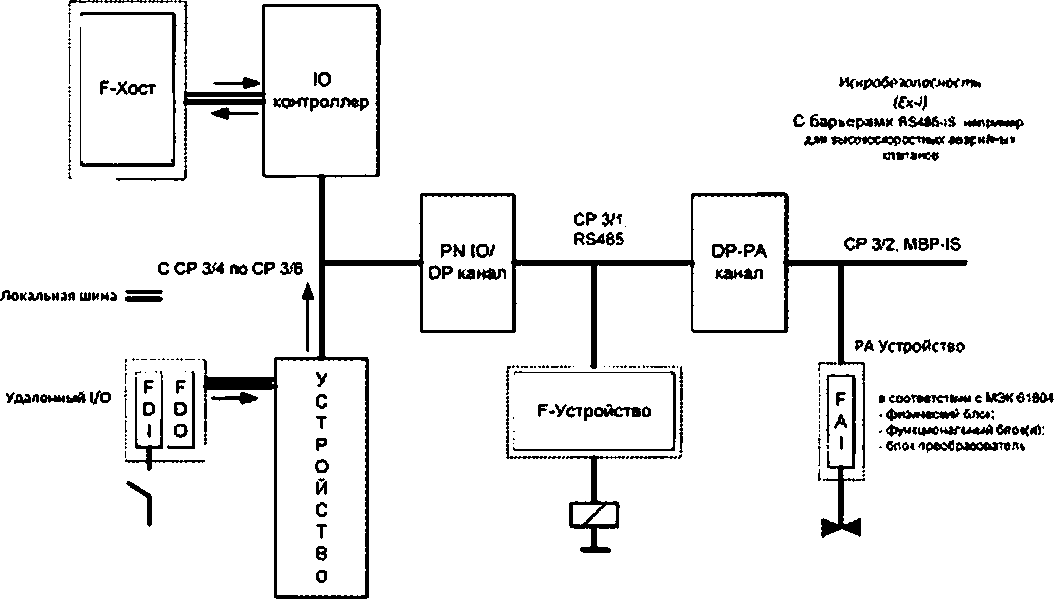 F-Хост
IO
контроллер
Искробезопасность
(Ex-i)
С барьерами RS485-IS например
для высокоскоростных аварийных
клапанов
CP 3/1
RS485
PN IO/
DP канал
DP-PA
канал
CP 3/2, MBP-IS
С CP 3/4 по CP 3/6
Локальная шина
PA Устройство
Удаленный I/O
F
D
I
F
D
O
У
С
Т
Р
О
Й
С
Т
В
О
F-Устройство
F
A
I
в соответствии с МЭК 61804
- физический блок;
- функциональный блок(и);
- блок преобразователь